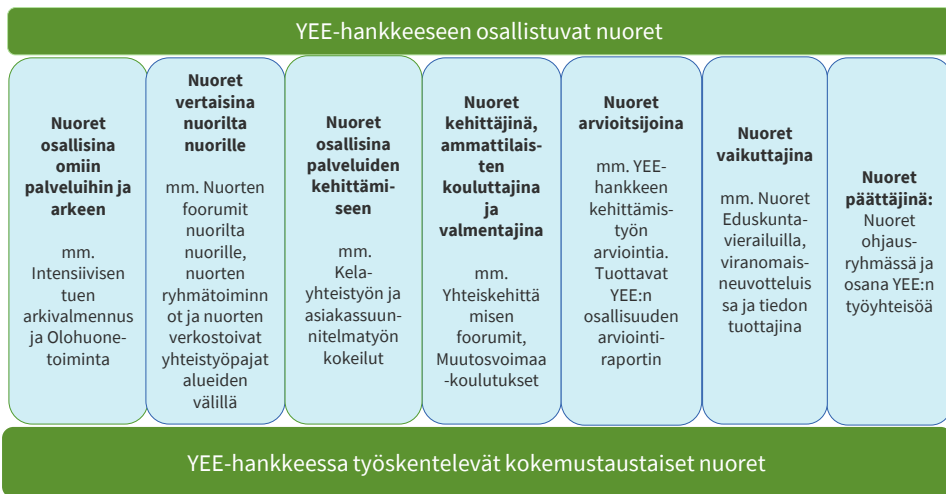 YEE-hankkeeseen osallistuvat nuoret
Nuoret
osallisina
omiin
palveluihin ja
arkeen
mm.
Intensiivisen
tuen
arkivalmennus
ja Olohuone-
toiminta
Nuoret
vertaisina
nuorilta
nuorille
mm. Nuorten
foorumit
nuorilta
nuorille,
nuorten
ryhmätoiminn
ot ja nuorten
verkostoivat
yhteistyöpajat
alueiden
välillä
Nuoret
osallisina
palveluiden
kehittämi-
seen
mm.
Kela-
yhteistyön ja
asiakassuun-
nitelmatyön
kokeilut
Nuoret
kehittäjinä,
ammattilais-
ten
kouluttajina
ja
valmentajina
mm.
Yhteiskehittä
misen
foorumit,
Muutosvoimaa
-koulutukset
Nuoret
arvioitsijoina
mm. YEE-
hankkeen
kehittämis-
työn
arviointia.
Tuottavat
YEE:n
osallisuuden
arviointi-
raportin
Nuoret
vaikuttajina
mm. Nuoret
Eduskunta-
vierailuilla,
viranomais-
neuvotteluis
sa ja tiedon
tuottajina
Nuoret
päättäjinä:
Nuoret
ohjaus-
ryhmässä ja
osana YEE:n
työyhteisöä
YEE-hankkeessa työskentelevät kokemustaustaiset nuoret